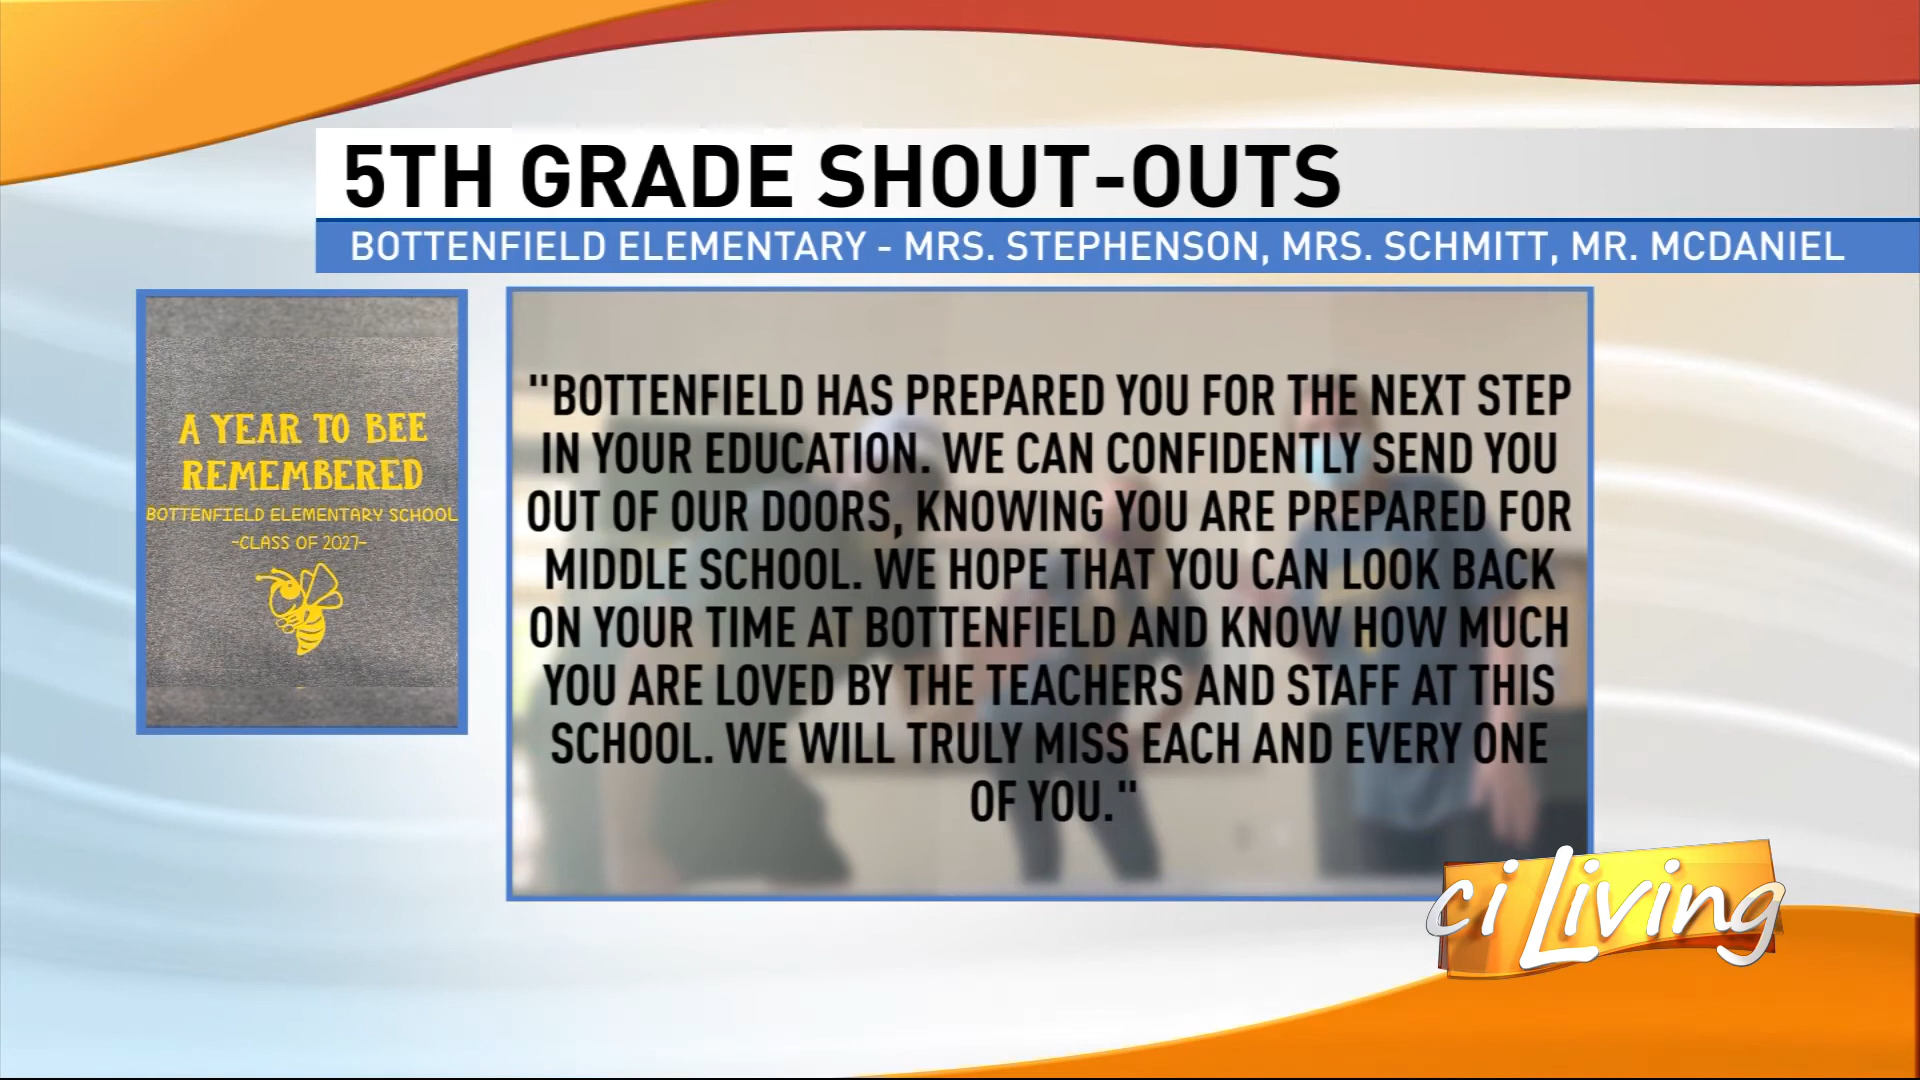 5TH GRADE SHOUT-OUTS
BOTTENFIELD ELEMENTARY - MRS. STEPHENSON, MRS. SCHMITT, MR. MCDANIEL
A YEAR TO BEE
REMEMBERED
BOTTENFIELD ELEMENTARY SCHOOL
-CLASS OF 2027-
"BOTTENFIELD HAS PREPARED YOU FOR THE NEXT STEP
IN YOUR EDUCATION. WE CAN CONFIDENTLY SEND YOU
OUT OF OUR DOORS, KNOWING YOU ARE PREPARED FOR
MIDDLE SCHOOL. WE HOPE THAT YOU CAN LOOK BACK
ON YOUR TIME AT BOTTENFIELD AND KNOW HOW MUCH
YOU ARE LOVED BY THE TEACHERS AND STAFF AT THIS
SCHOOL. WE WILL TRULY MISS EACH AND EVERY ONE
OF YOU."
ci Living